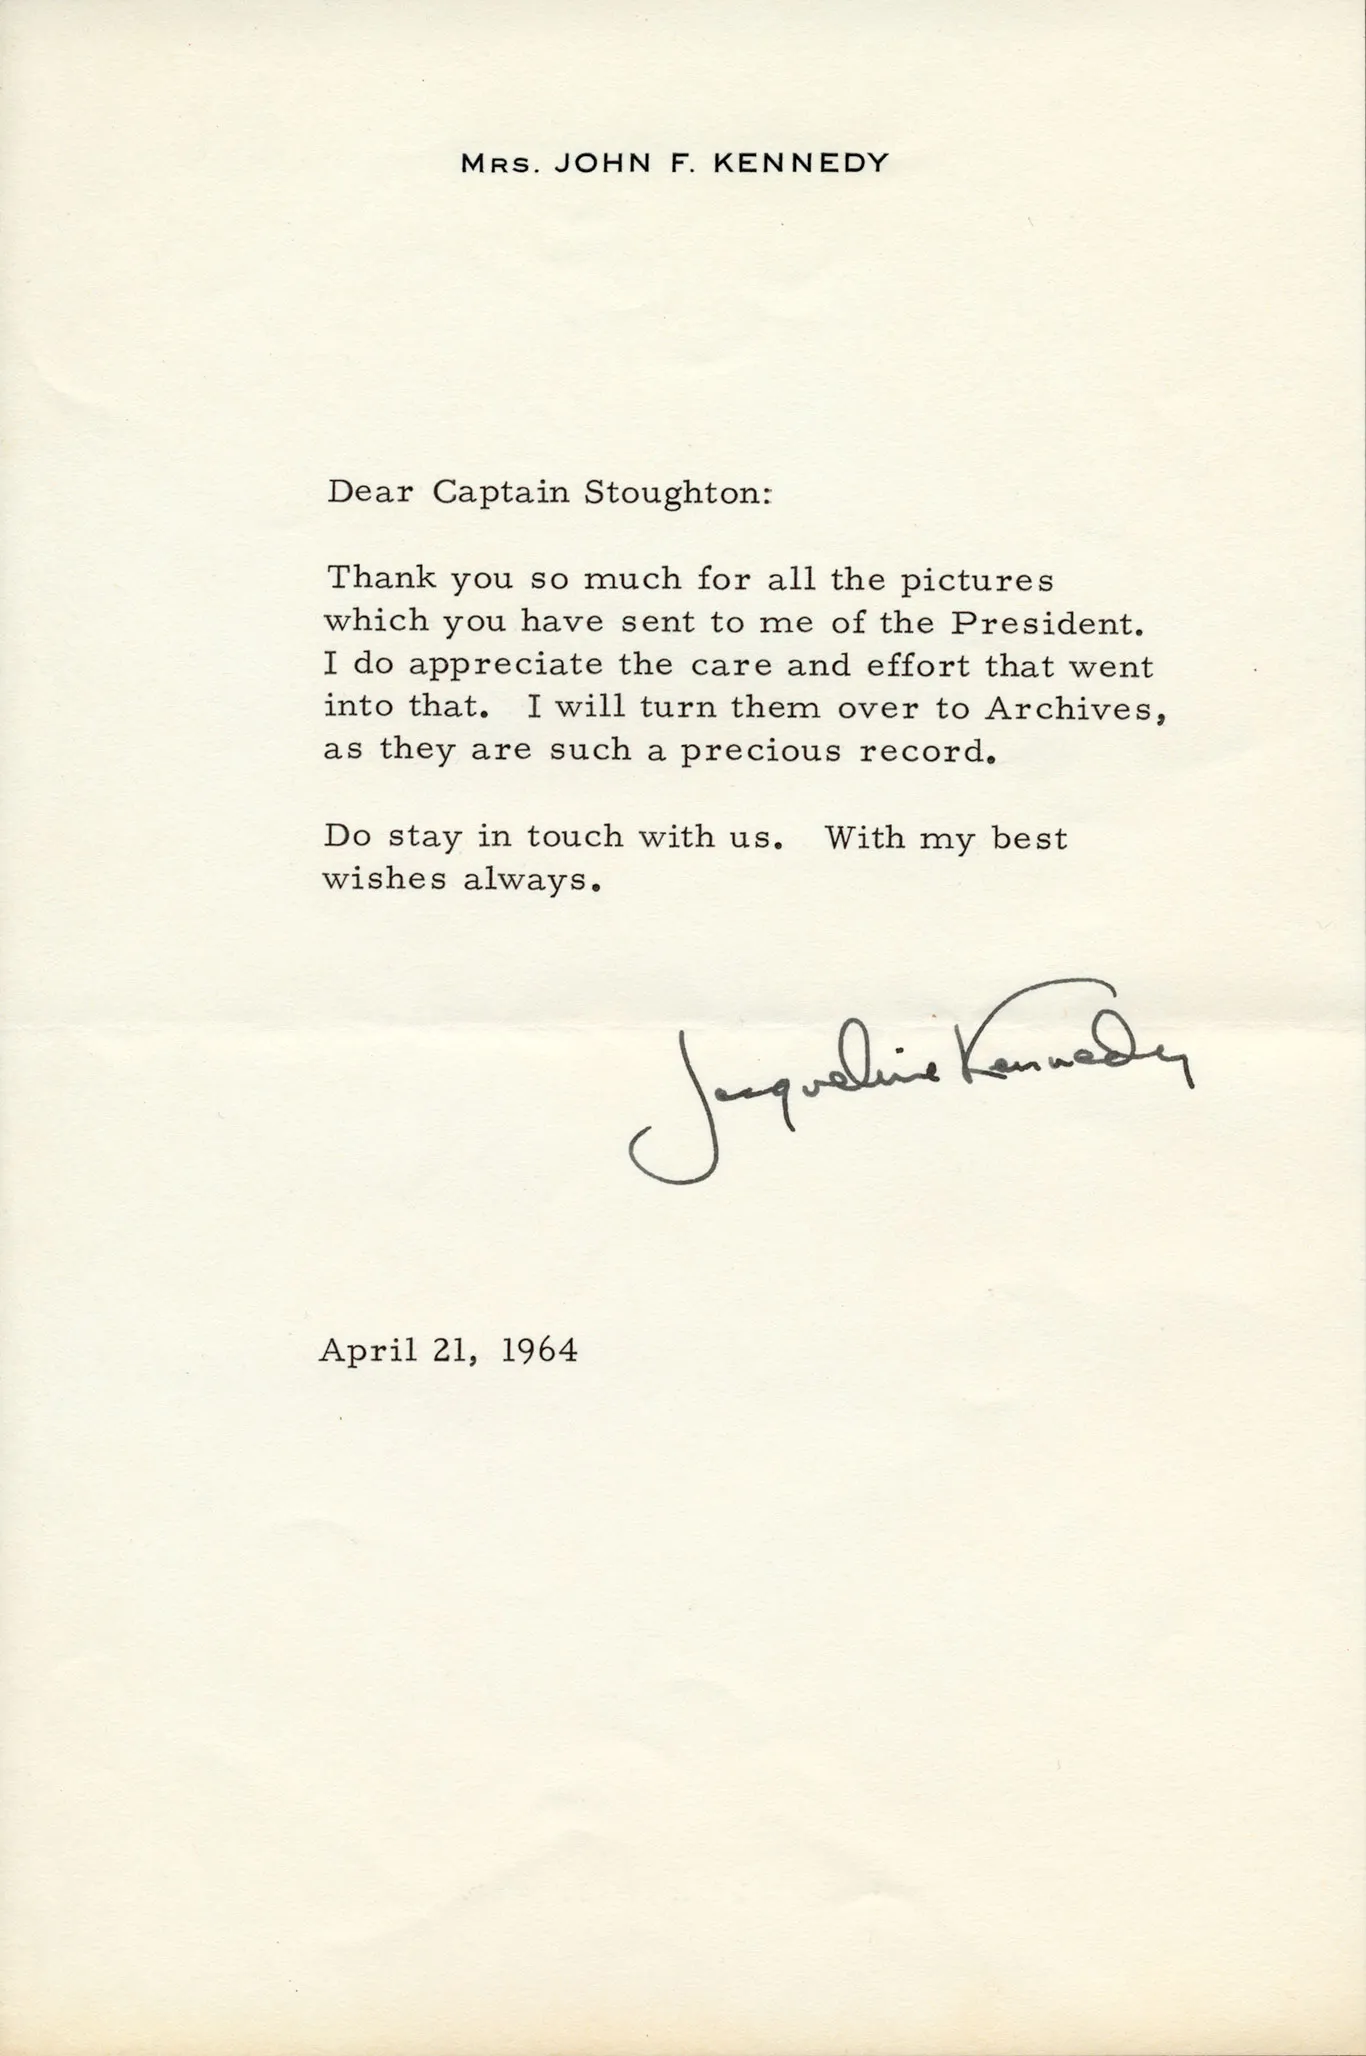 Mrs. JOHN F. KENNEDY
Dear Captain Stoughton:
Thank you so much for all the pictures
which you have sent to me of the President.
I do appreciate the care and effort that went
into that.  I will turn them over to Archives,
as they are such a precious record.
Do stay in touch with us.  With my best
wishes always.
Jacqueline Kennedy
April 21, 1964